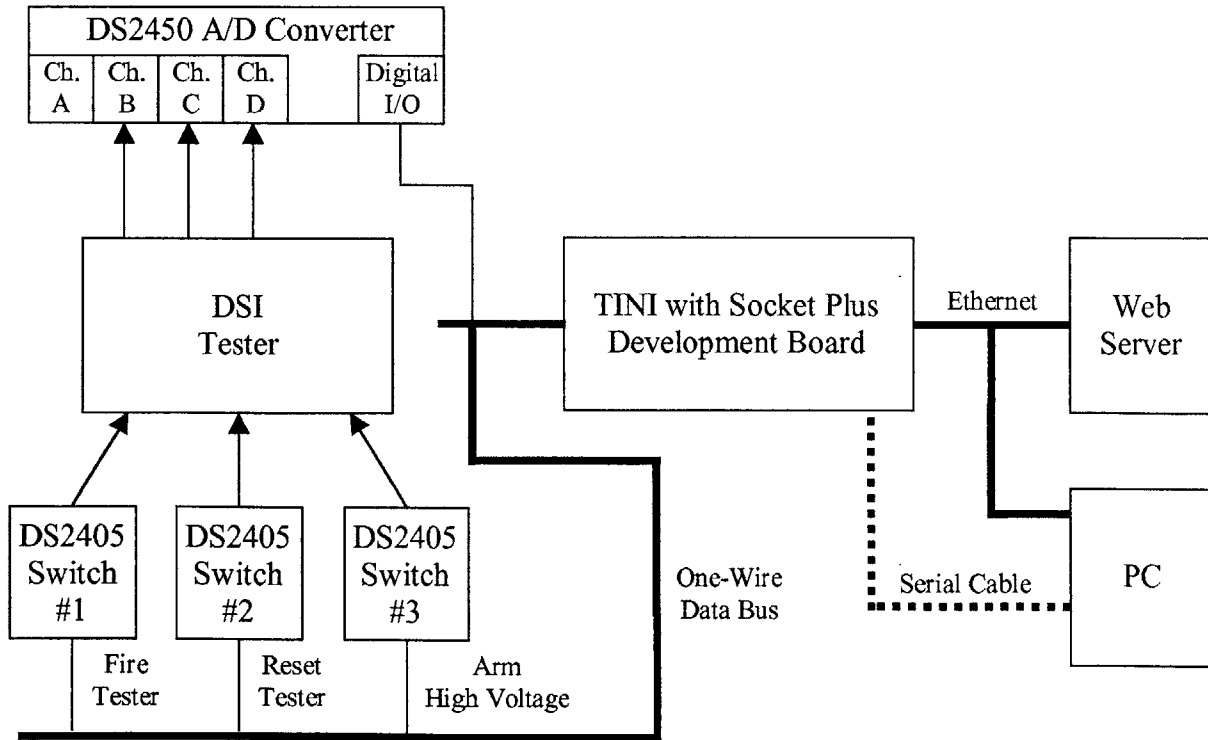 DS2450 A/D Converter
Ch. A
Ch. B
Ch. C
Ch. D
Digital I/O
DSI
Tester
TINI with Socket Plus
Development Board
Ethernet
Web
Server
DS2405
Switch
#1
DS2405
Switch
#2
DS2405
Switch
#3
One-Wire
Data Bus
Serial Cable
PC
Fire
Tester
Reset
Tester
Arm
High Voltage